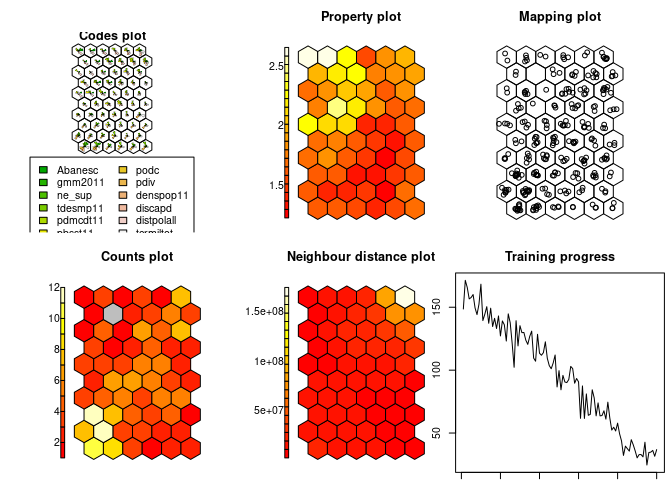 Codes plot
Abanesc
podc
gmm2011
pdiv
ne_sup
denspop11
tdesmp11
discapd
pdmcdt11
distpolall
Property plot
2.5
2
1.5
Mapping plot
Counts plot
12
10
8
6
4
2
Neighbour distance plot
1.5e+08
1e+08
5e+07
Training progress
150
100
50